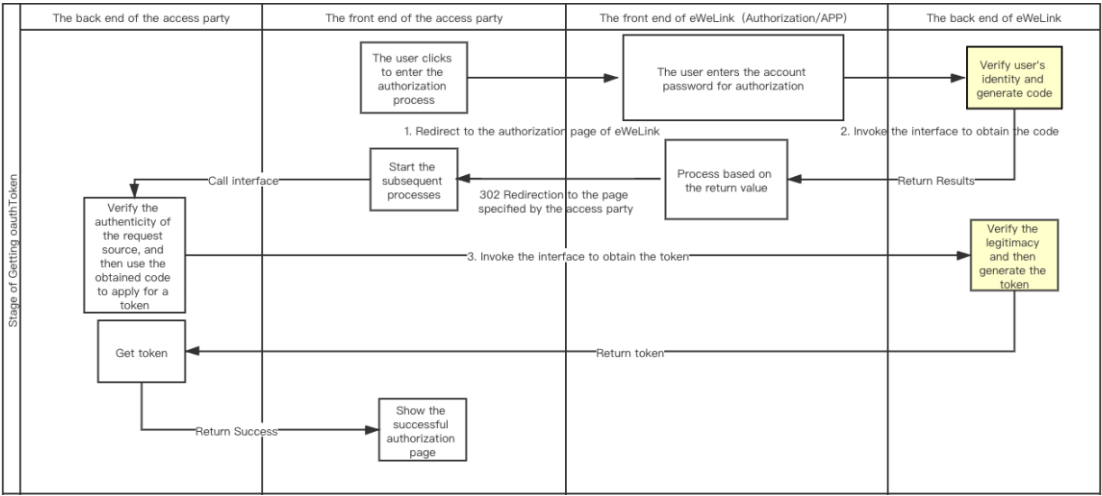 The back end of the access party
The front end of the access party
The front end of eWeLink (Authorization/APP)
The back end of eWeLink
Stage of Getting oauthToken
The user clicks
to enter the
authorization
process
The user enters the account
password for authorization
Verify user's
identity and
generate code
1. Redirect to the authorization page of eWeLink
2. Invoke the interface to obtain the code
Call interface
Start the
subsequent
processes
302 Redirection to the page
specified by the access party
Process based on
the return value
Return Results
Verify the
authenticity of
the request
source, and
then use the
obtained code
to apply for a
token
3. Invoke the interface to obtain the token
Verify the
legitimacy
and then
generate the
token
Get token
Return token
Return Success
Show the
successful
authorization
page